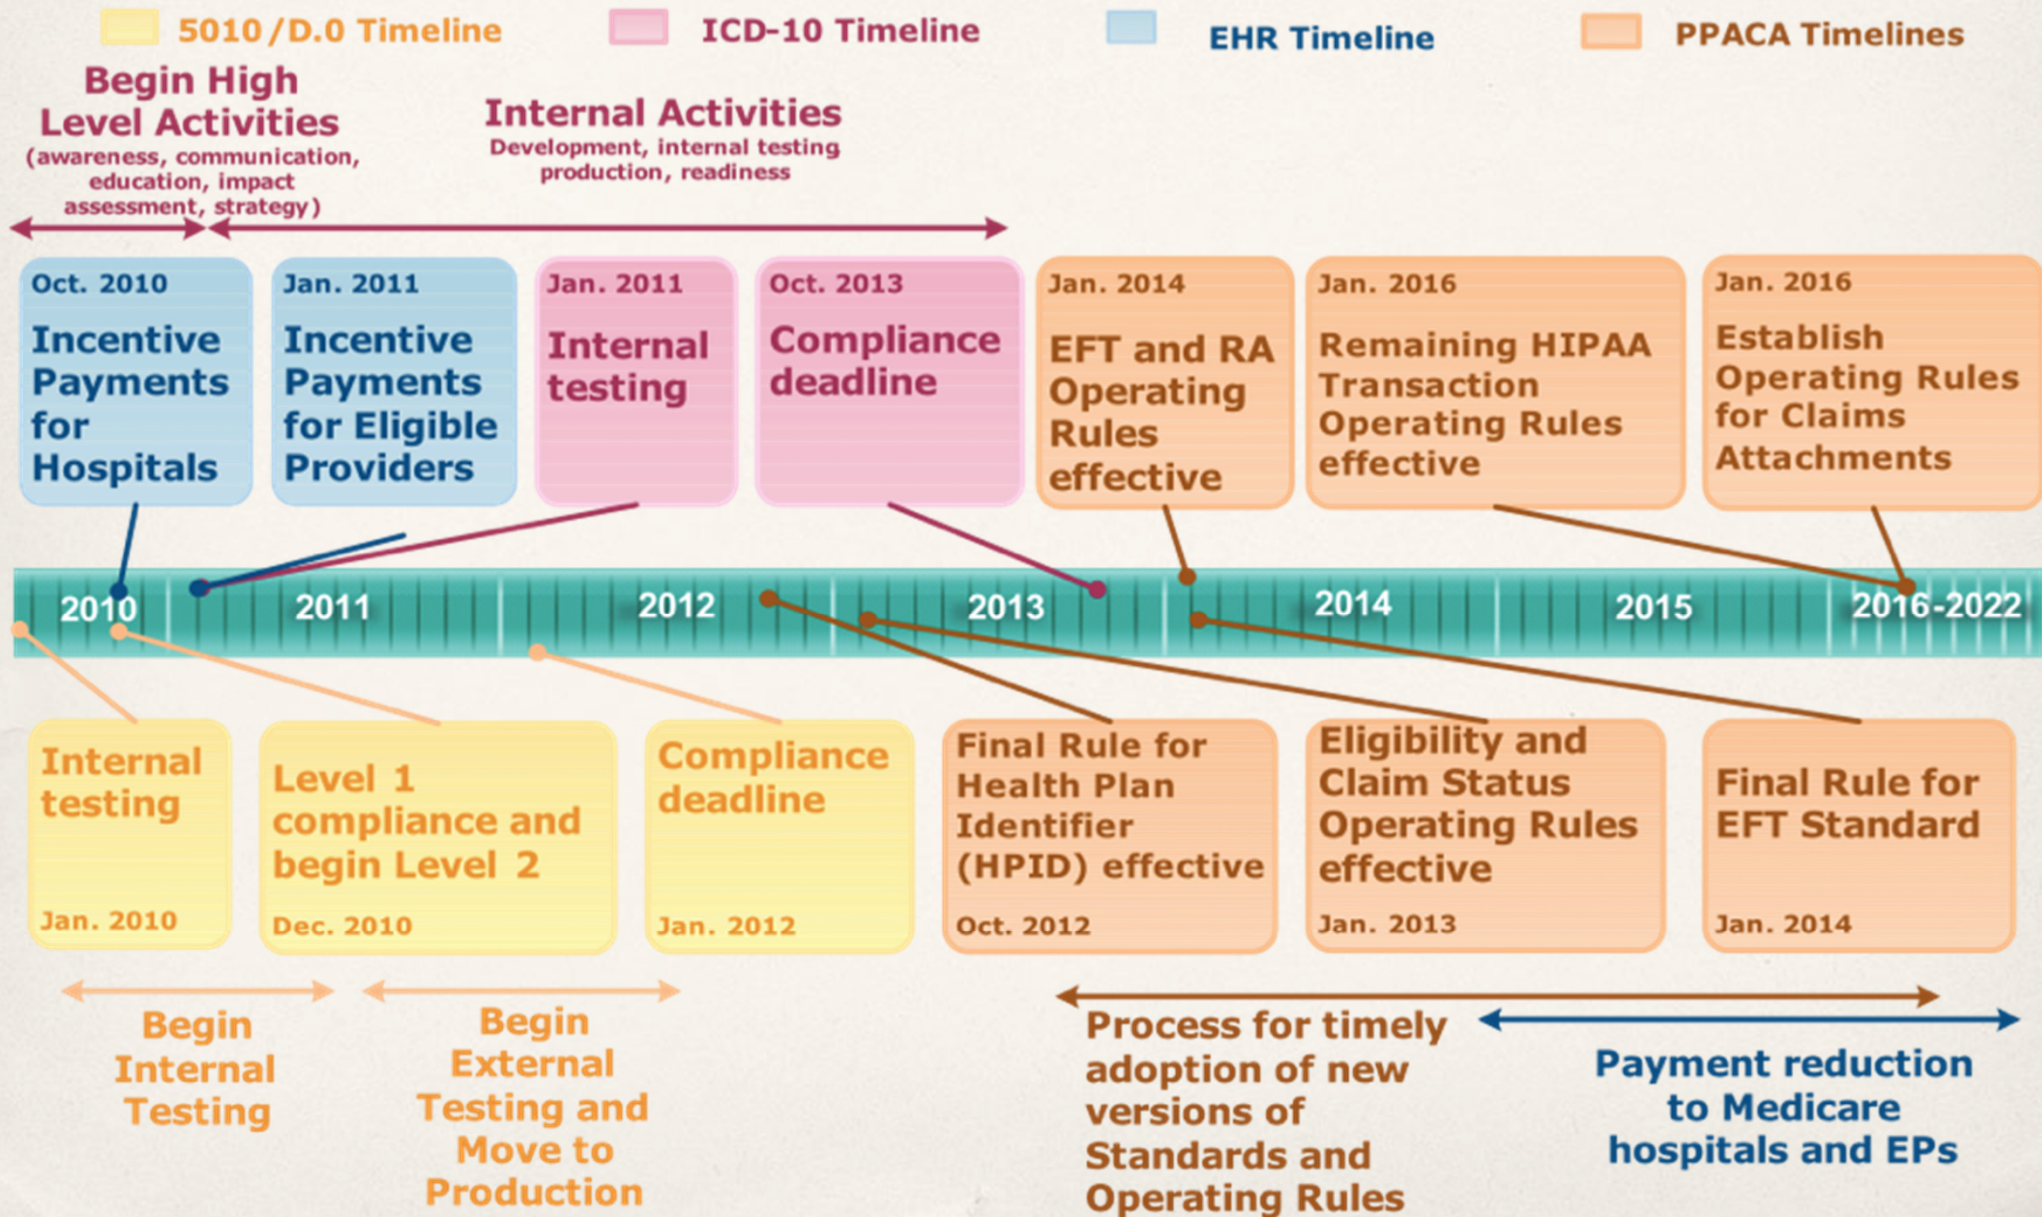 5010/D.0 Timeline
ICD-10 Timeline
EHR Timeline
PPACA Timelines
Begin High
Level Activities
(awareness, communication,
education, impact
assessment, strategy)
Internal Activities
Development, internal testing
production, readiness
Oct. 2010
Incentive
Payments
for
Hospitals
Jan. 2011
Incentive
Payments
for Eligible
Providers
Jan. 2011
Internal
testing
Oct. 2013
Compliance
deadline
Jan. 2014
EFT and RA
Operating
Rules
effective
Jan. 2016
Remaining HIPAA
Transaction
Operating Rules
effective
Jan. 2016
Establish
Operating Rules
for Claims
Attachments
2010
2011
2012
2013
2014
2015
2016-2022
Internal
testing
Jan. 2010
Level 1
compliance and
begin Level 2
Dec. 2010
Compliance
deadline
Jan. 2012
Final Rule for
Health Plan
Identifier
(HPID) effective
Oct. 2012
Eligibility and
Claim Status
Operating Rules
effective
Jan. 2013
Final Rule for
EFT Standard
Jan. 2014
Begin
Internal
Testing
Begin
External
Testing and
Move to
Production
Process for timely
adoption of new
versions of
Standards and
Operating Rules
Payment reduction
to Medicare
hospitals and EPs